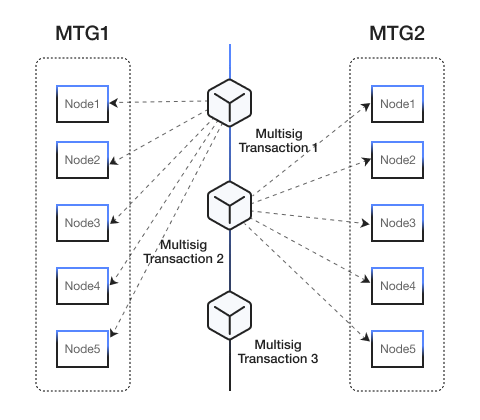 MTG1
MTG2
Node1
Node2
Node3
Node4
Node5
Multisig
Transaction 1
Multisig
Transaction 2
Multisig
Transaction 3
Node1
Node2
Node3
Node4
Node5